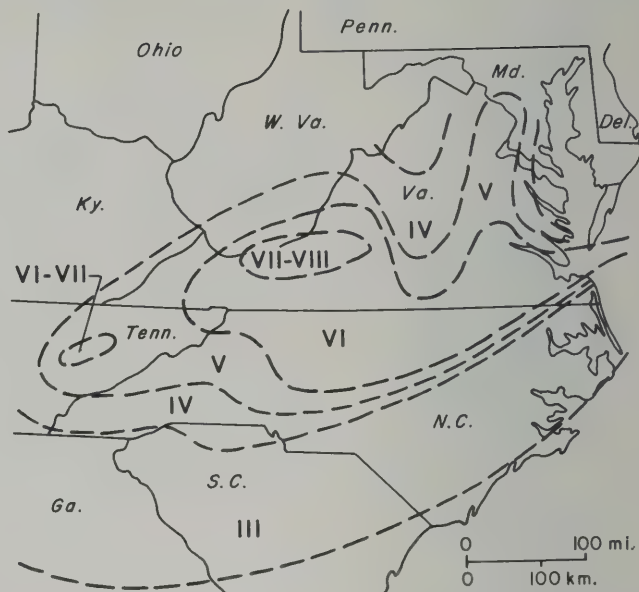 Penn.
Ohio
Md.
W. Va.
Del.
Va.
V
Ky.
IV
VII-VIII
VI-VII
Tenn.
VI
V
IV
N.C.
S.C.
Ga.
III
0 100 mi.
0 100 km.